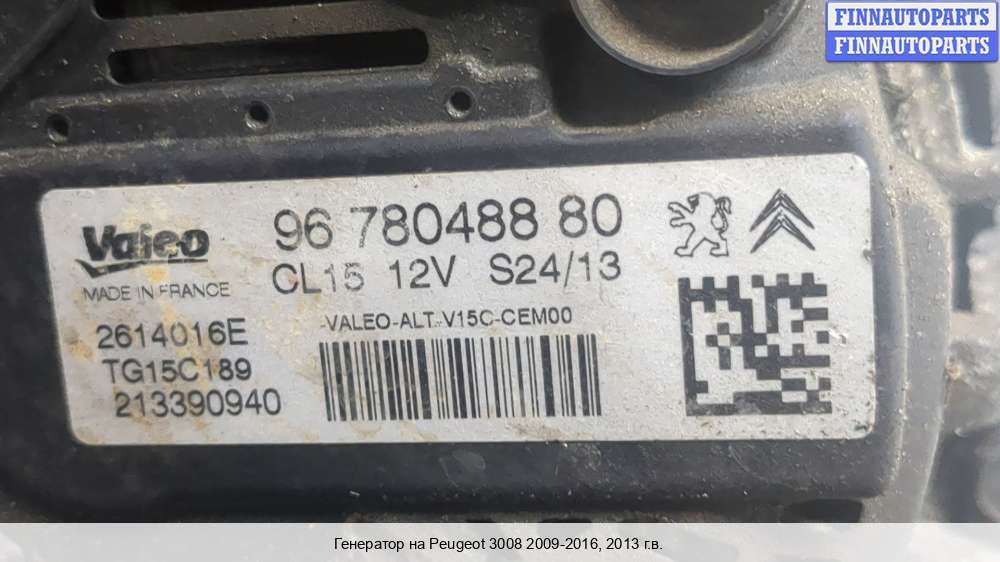 FINNAUTOPARTS
FINNAUTOPARTS
Valeo
MADE IN FRANCE
96 780488 80
CL15 12V S24/13
2614016E
TG15C189
213390940
-VALEO-ALT-V15C-CEM00
Генератор на Peugeot 3008 2009-2016, 2013 г.в.